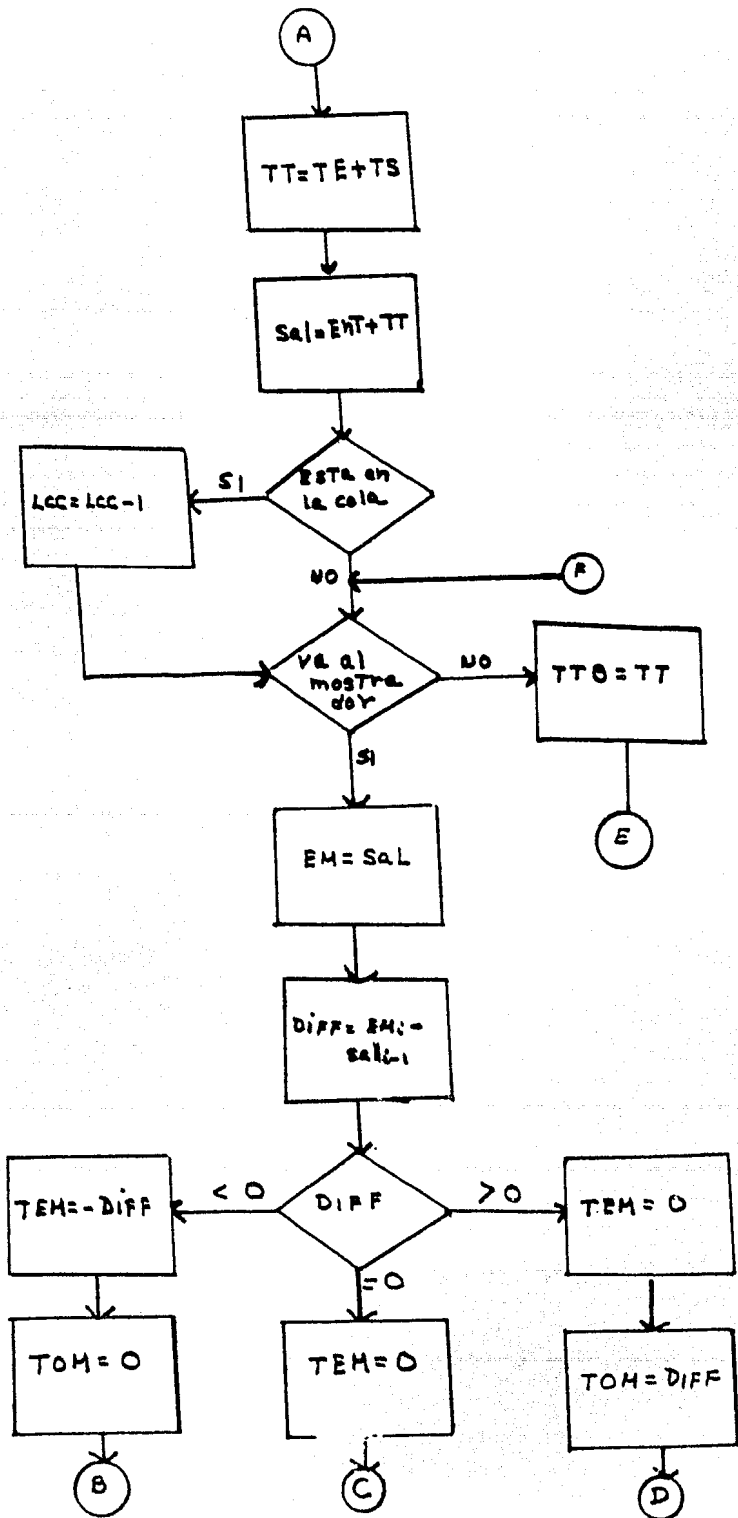 A
TT=TE+TS
Sal=EnT+TT
ESTa en
la cola
SI
LCC=LCC-1
NO
F
va al
mosTra
dor
NO
TTB=TT
SI
E
EM=SaL
DiFF=EMi-
sali-1
DIFF
<0
TEM=-DiFF
>0
TEM=0
=0
TOM=0
TEM=0
TOM=DIFF
B
C
D